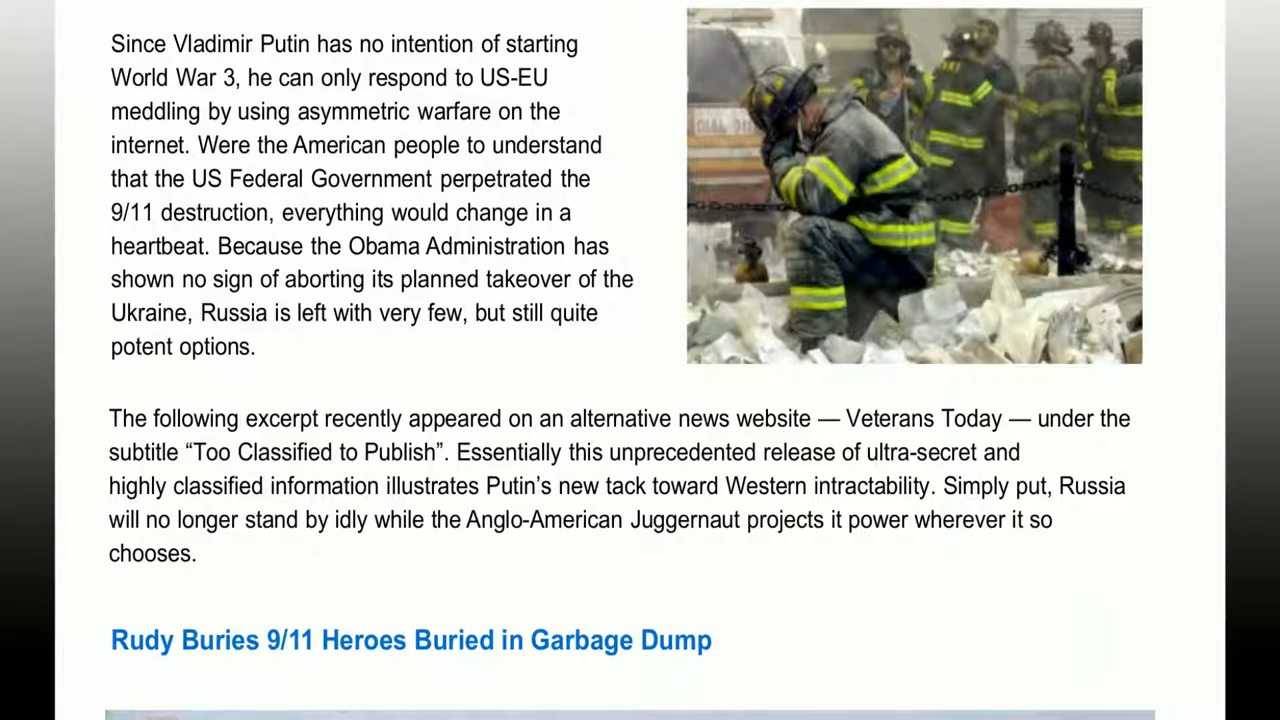 Since Vladimir Putin has no intention of starting
World War 3, he can only respond to US-EU
meddling by using asymmetric warfare on the
internet. Were the American people to understand
that the US Federal Government perpetrated the
9/11 destruction, everything would change in a
heartbeat. Because the Obama Administration has
shown no sign of aborting its planned takeover of the
Ukraine, Russia is left with very few, but still quite
potent options.
The following excerpt recently appeared on an alternative news website — Veterans Today — under the
subtitle “Too Classified to Publish”. Essentially this unprecedented release of ultra-secret and
highly classified information illustrates Putin’s new tack toward Western intractability. Simply put, Russia
will no longer stand by idly while the Anglo-American Juggernaut projects it power wherever it so
chooses.
Rudy Buries 9/11 Heroes Buried in Garbage Dump